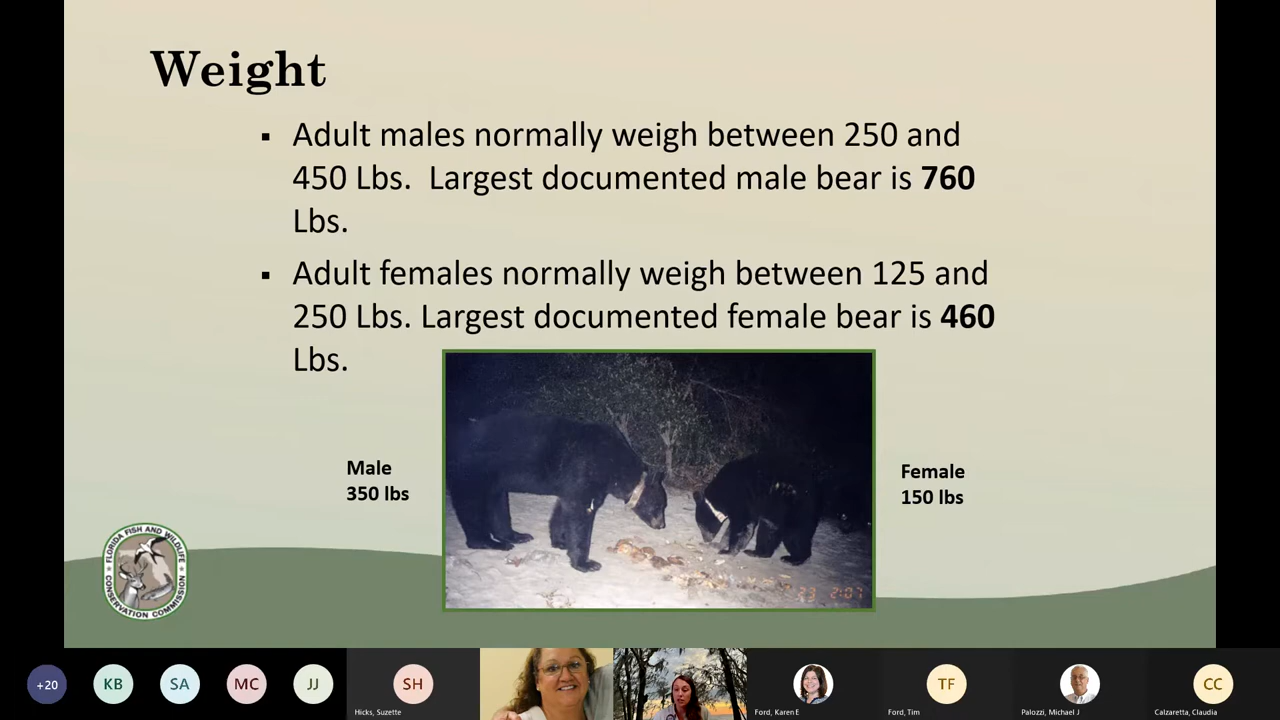 Weight
▪ Adult males normally weigh between 250 and
450 Lbs.  Largest documented male bear is 760
Lbs.
▪ Adult females normally weigh between 125 and
250 Lbs. Largest documented female bear is 460
Lbs.
Male
350 lbs
Female
150 lbs
23 2:07
FLORIDA FISH AND WILDLIFE
CONSERVATION COMMISSION
+20
KB
SA
MC
JJ
SH
TF
CC
Hicks, Suzette
Ford, Karen E
Ford, Tim
Palozzi, Michael J
Calzaretta, Claudia